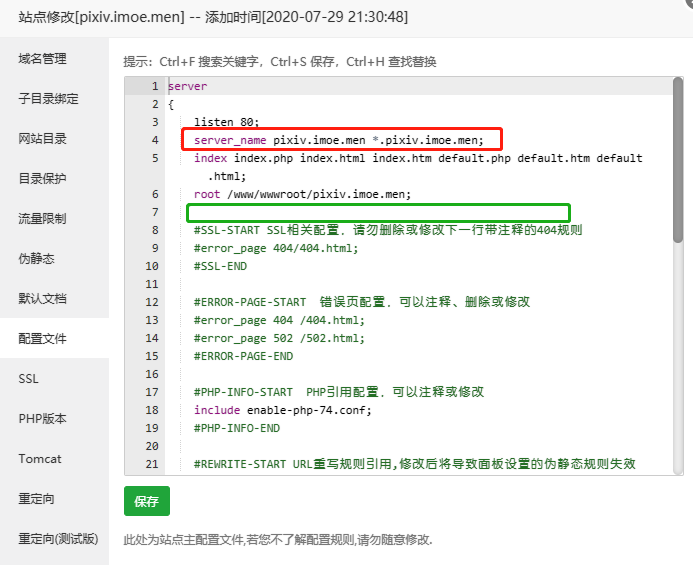 站点修改[pixiv.imoe.men] -- 添加时间[2020-07-29 21:30:48]
域名管理
子目录绑定
网站目录
目录保护
流量限制
伪静态
默认文档
配置文件
SSL
PHP版本
Tomcat
重定向
重定向(测试版)
提示：Ctrl+F 搜索关键字，Ctrl+S 保存，Ctrl+H 查找替换
1 server
2 {
3 listen 80;
4 server_name pixiv.imoe.men *.pixiv.imoe.men;
5 index index.php index.html index.htm default.php default.htm default
.html;
6 root /www/wwwroot/pixiv.imoe.men;
7
8 #SSL-START SSL相关配置，请勿删除或修改下一行带注释的404规则
9 #error_page 404/404.html;
10 #SSL-END
11
12 #ERROR-PAGE-START 错误页配置，可以注释、删除或修改
13 #error_page 404 /404.html;
14 #error_page 502 /502.html;
15 #ERROR-PAGE-END
16
17 #PHP-INFO-START PHP引用配置，可以注释或修改
18 include enable-php-74.conf;
19 #PHP-INFO-END
20
21 #REWRITE-START URL重写规则引用,修改后将导致面板设置的伪静态规则失效
保存
此处为站点主配置文件,若您不了解配置规则,请勿随意修改.